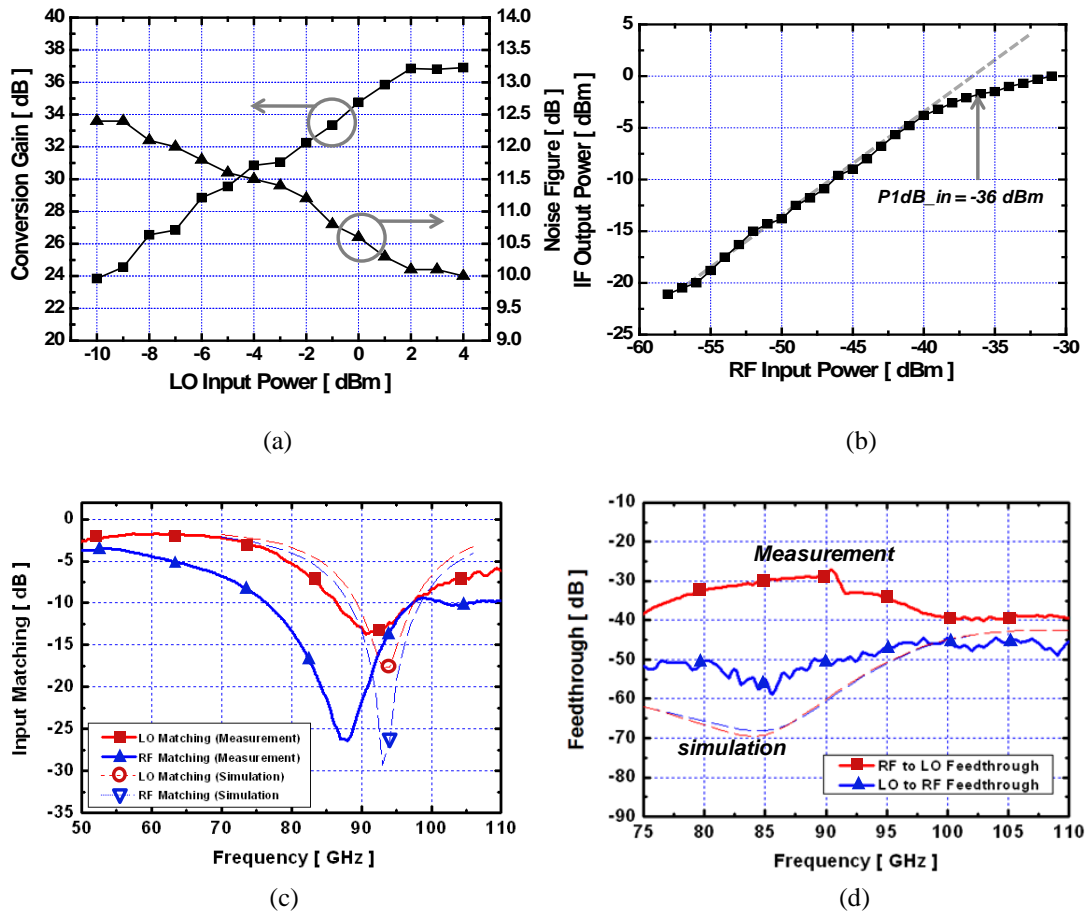 40
38
36
34
32
30
28
26
24
22
20
Conversion Gain [ dB]
14.0
13.5
13.0
12.5
12.0
11.5
11.0
10.5
10.0
9.5
9.0
Noise Figure [ dB]
-10 -8 -6 -4 -2 0 2 4
LO Input Power [ dBm]
(a)
5
0
-5
-10
-15
-20
-25
IF Output Power [ dBm]
P1dB_in = -36 dBm
-60 -55 -50 -45 -40 -35 -30
RF Input Power [ dBm]
(b)
0
-5
-10
-15
-20
-25
-30
-35
Input Matching [ dB]
LO Matching (Measurement)
RF Matching (Measurement)
LO Matching (Simulation)
RF Matching (Simulation
50 60 70 80 90 100 110
Frequency [ GHz ]
(c)
-10
-20
-30
-40
-50
-60
-70
-80
-90
Feedthrough [ dB]
Measurement
simulation
RF to LO Feedthrough
LO to RF Feedthrough
75 80 85 90 95 100 105 110
Frequency [ GHz ]
(d)